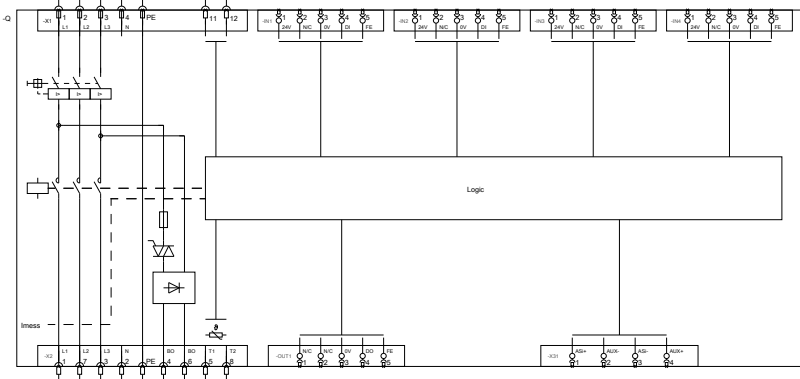 -Q
-X1 1 2 3 4 PE 11 12
L1 L2 L3 N
-IN1 1 2 3 4 5
24V N/C 0V DI FE
-IN2 1 2 3 4 5
24V N/C 0V DI FE
-IN3 1 2 3 4 5
24V N/C 0V DI FE
-IN4 1 2 3 4 5
24V N/C 0V DI FE
I> I> I>
Logic
Imess
ϑ
L1 L2 L3 N BO BO T1 T2
-X2 1 7 3 2 PE 4 6 5 8
N/C N/C 0V DO FE
-OUT1 1 2 3 4 5
ASi+ AUX- ASi- AUX+
-X31 1 2 3 4